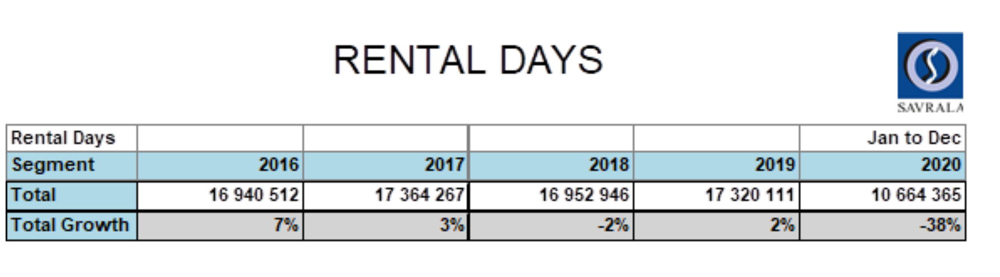 RENTAL DAYS
SAVRALA
Rental Days Jan to Dec
Segment 2016 2017 2018 2019 2020
Total 16 940 512 17 364 267 16 952 946 17 320 111 10 664 365
Total Growth 7% 3% -2% 2% -38%